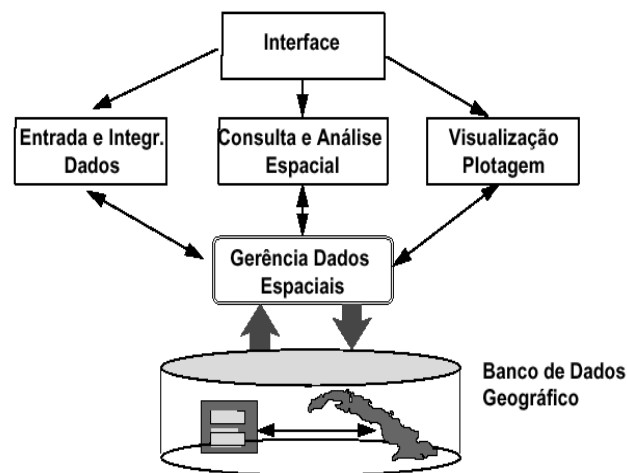 Interface
Entrada e Integr.
Dados
Consulta e Análise
Espacial
Visualização
Plotagem
Gerência Dados
Espaciais
Banco de Dados
Geográfico